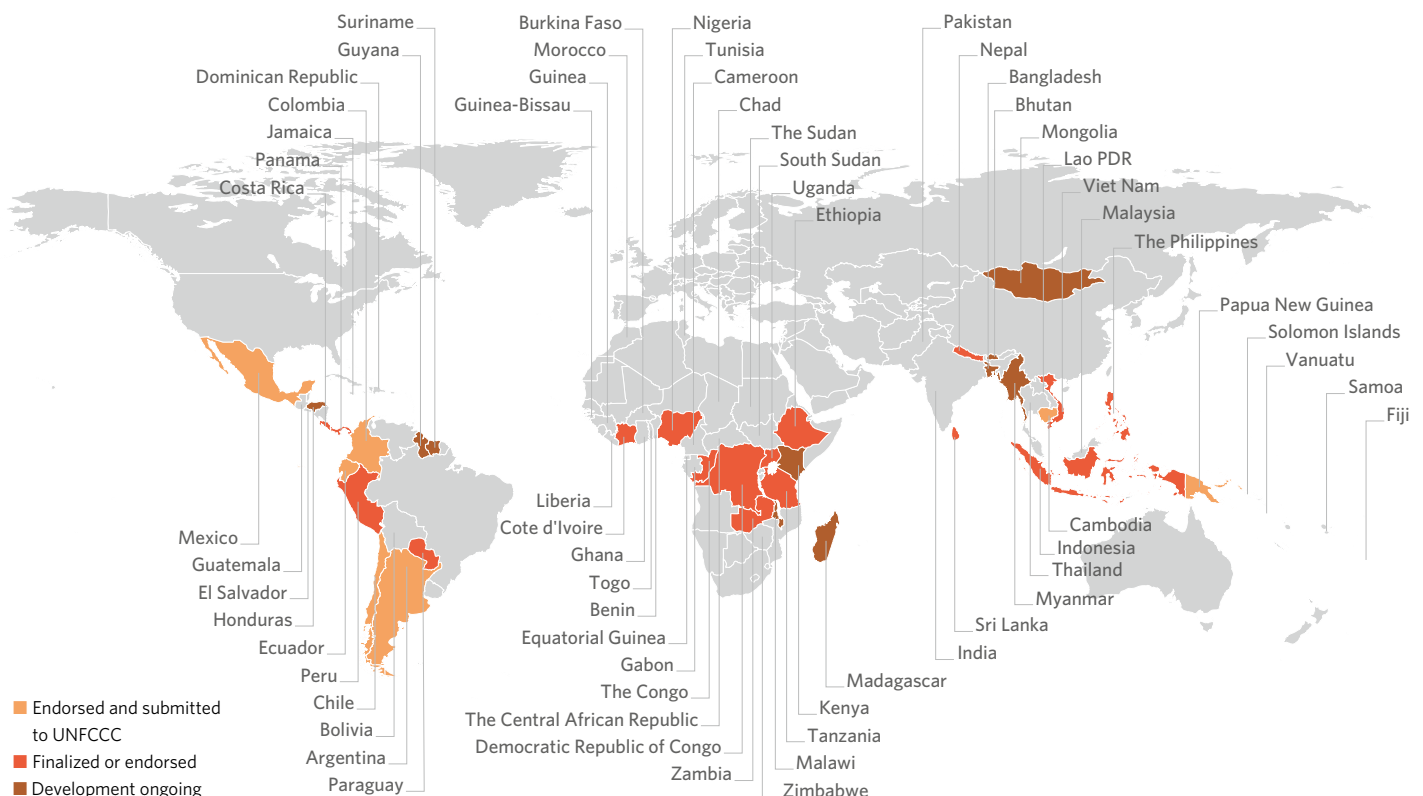 Suriname
Guyana
Dominican Republic
Colombia
Jamaica
Panama
Costa Rica
Burkina Faso
Morocco
Guinea
Guinea-Bissau
Nigeria
Tunisia
Cameroon
Chad
The Sudan
South Sudan
Uganda
Ethiopia
Pakistan
Nepal
Bangladesh
Bhutan
Mongolia
Lao PDR
Viet Nam
Malaysia
The Philippines
Papua New Guinea
Solomon Islands
Vanuatu
Samoa
Fiji
Mexico
Guatemala
El Salvador
Honduras
Ecuador
Peru
Chile
Bolivia
Argentina
Paraguay
Liberia
Cote d'Ivoire
Ghana
Togo
Benin
Equatorial Guinea
Gabon
The Congo
The Central African Republic
Democratic Republic of Congo
Zambia
Madagascar
Kenya
Tanzania
Malawi
Zimbabwe
Cambodia
Indonesia
Thailand
Myanmar
Sri Lanka
India
Endorsed and submitted
to UNFCCC
Finalized or endorsed
Development ongoing